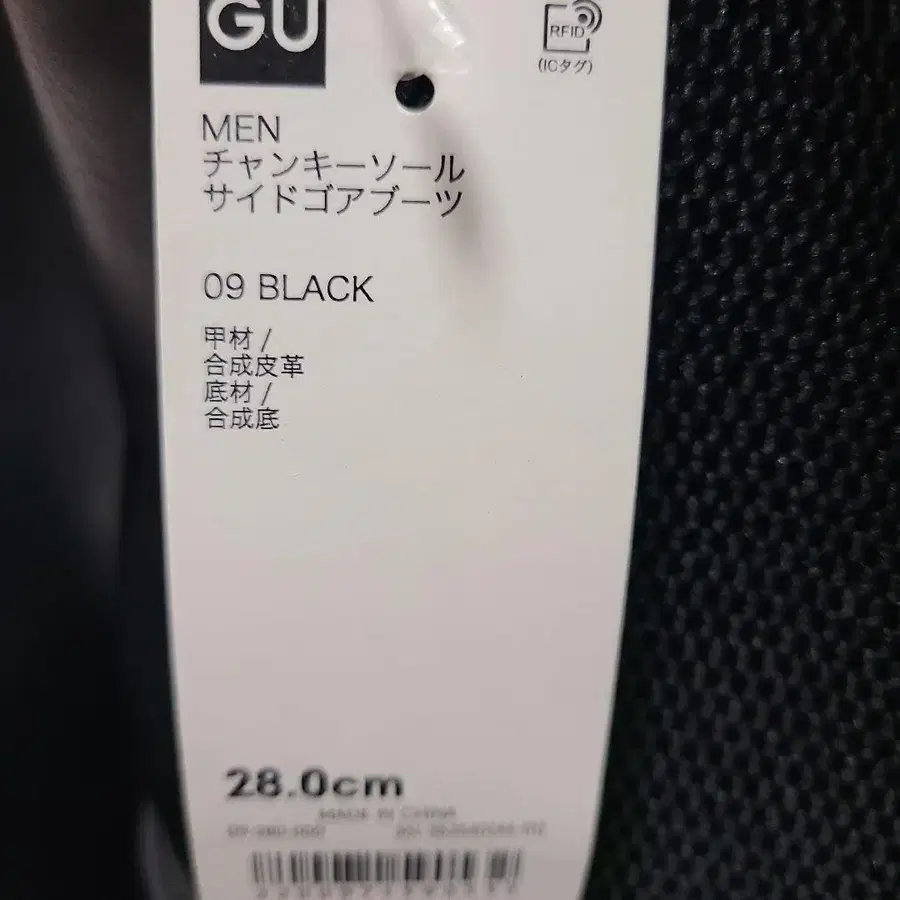 GU
RFID
(ICタグ)
MEN
チャンキーソール
サイドゴアブーツ
09 BLACK
甲材 /
合成皮革
底材 /
合成底
28.0cm
MADE IN CHINA